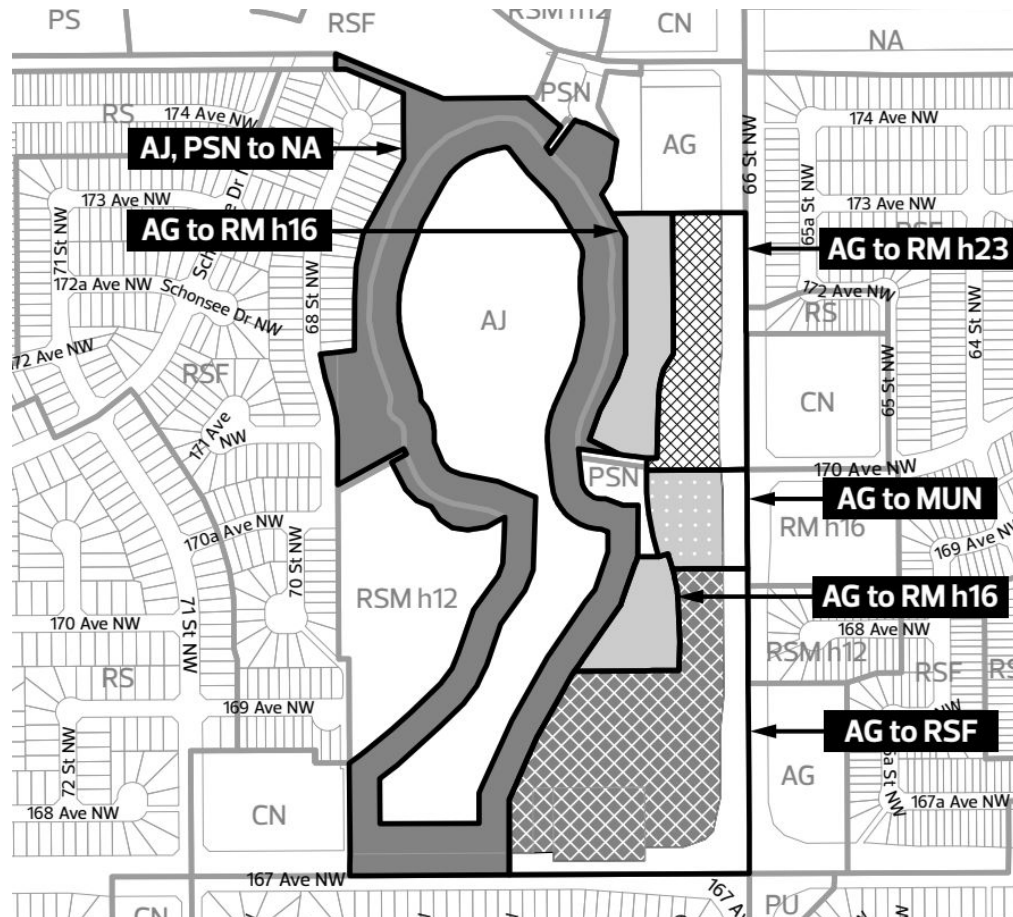 PS
RSF
RSM h12
CN
NA
RS
174 Ave NW
PSN
AG
66 St NW
174 Ave NW
AJ, PSN to NA
173 Ave NW
71 St NW
AG to RM h16
65a St NW
173 Ave NW
AG to RM h23
172a Ave NW
Schonsee Dr NW
68 St NW
172 Ave NW
RS
64 St NW
AJ
RSF
CN
65 St NW
171 Ave NW
PSN
170 Ave NW
AG to MUN
RM h16
170a Ave NW
70 St NW
169 Ave NW
RSM h12
AG to RM h16
170 Ave NW
71 St NW
168 Ave NW
RS
RSM h12
RSF
169 Ave NW
AG to RSF
72 St NW
AG
167a Ave NW
168 Ave NW
CN
167 Ave NW
PU
CN